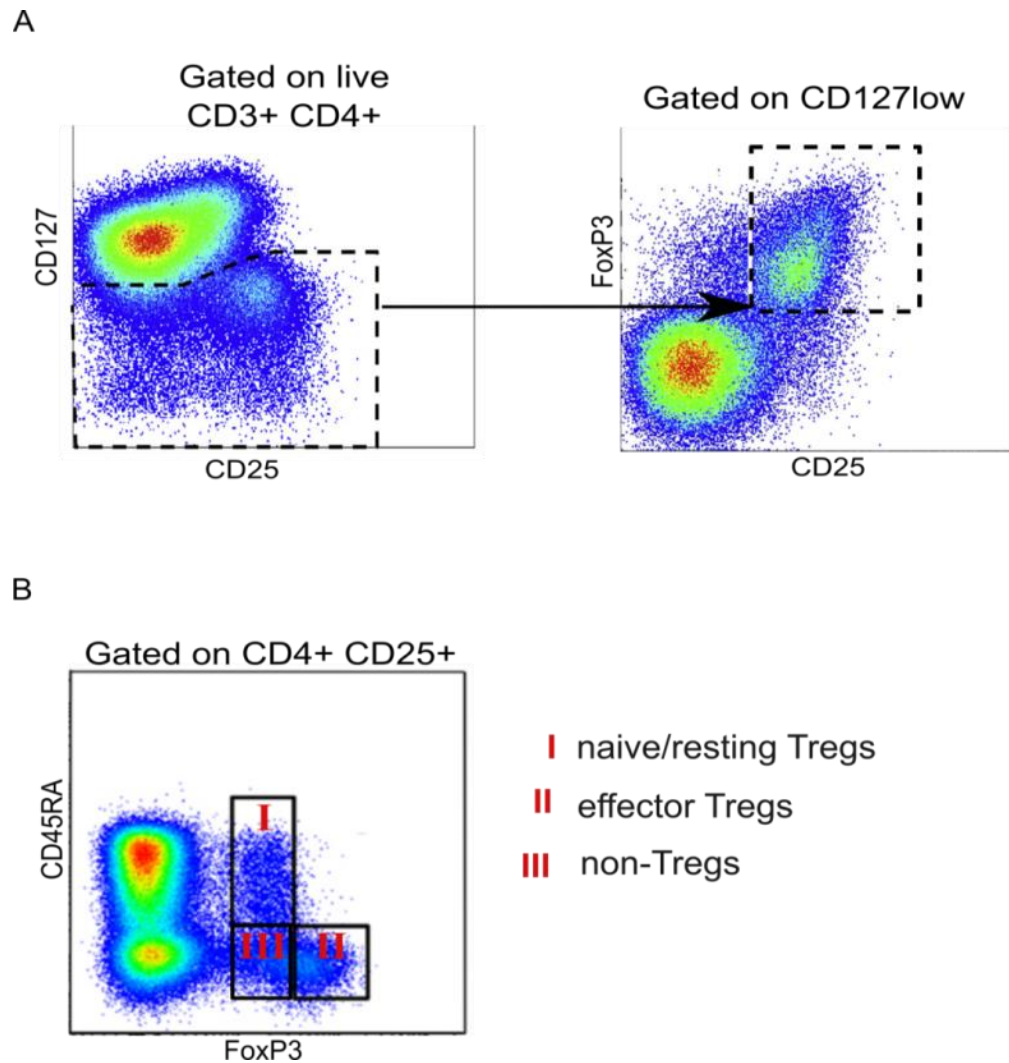 A
Gated on live
CD3+ CD4+
Gated on CD127low
CD127
FoxP3
CD25
CD25
B
Gated on CD4+ CD25+
CD45RA
I
III
II
FoxP3
I naive/resting Tregs
II effector Tregs
III non-Tregs